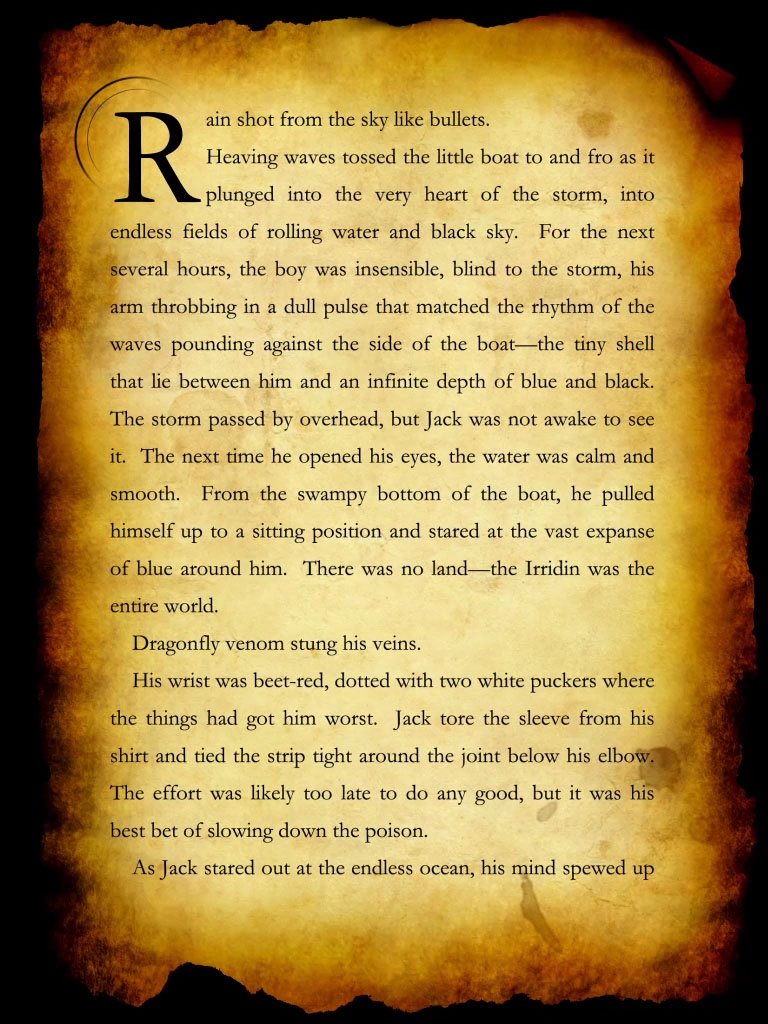 Rain shot from the sky like bullets.
Heaving waves tossed the little boat to and fro as it
plunged into the very heart of the storm, into
endless fields of rolling water and black sky.  For the next
several hours, the boy was insensible, blind to the storm, his
arm throbbing in a dull pulse that matched the rhythm of the
waves pounding against the side of the boat—the tiny shell
that lie between him and an infinite depth of blue and black.
The storm passed by overhead, but Jack was not awake to see
it.  The next time he opened his eyes, the water was calm and
smooth.  From the swampy bottom of the boat, he pulled
himself up to a sitting position and stared at the vast expanse
of blue around him.  There was no land—the Irridin was the
entire world.
Dragonfly venom stung his veins.
His wrist was beet-red, dotted with two white puckers where
the things had got him worst.  Jack tore the sleeve from his
shirt and tied the strip tight around the joint below his elbow.
The effort was likely too late to do any good, but it was his
best bet of slowing down the poison.
As Jack stared out at the endless ocean, his mind spewed up